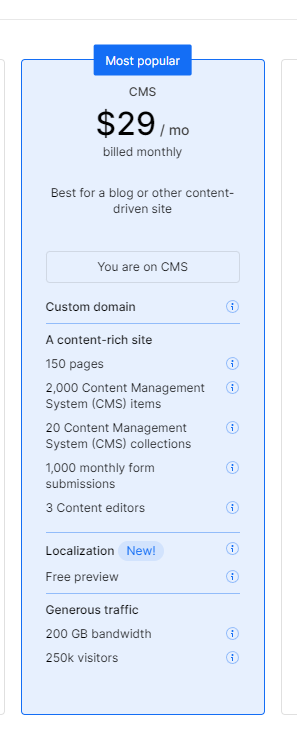 Most popular
CMS
$29 / mo
billed monthly
Best for a blog or other content-
driven site
You are on CMS
Custom domain
A content-rich site
150 pages
2,000 Content Management
System (CMS) items
20 Content Management
System (CMS) collections
1,000 monthly form
submissions
3 Content editors
Localization New!
Free preview
Generous traffic
200 GB bandwidth
250k visitors